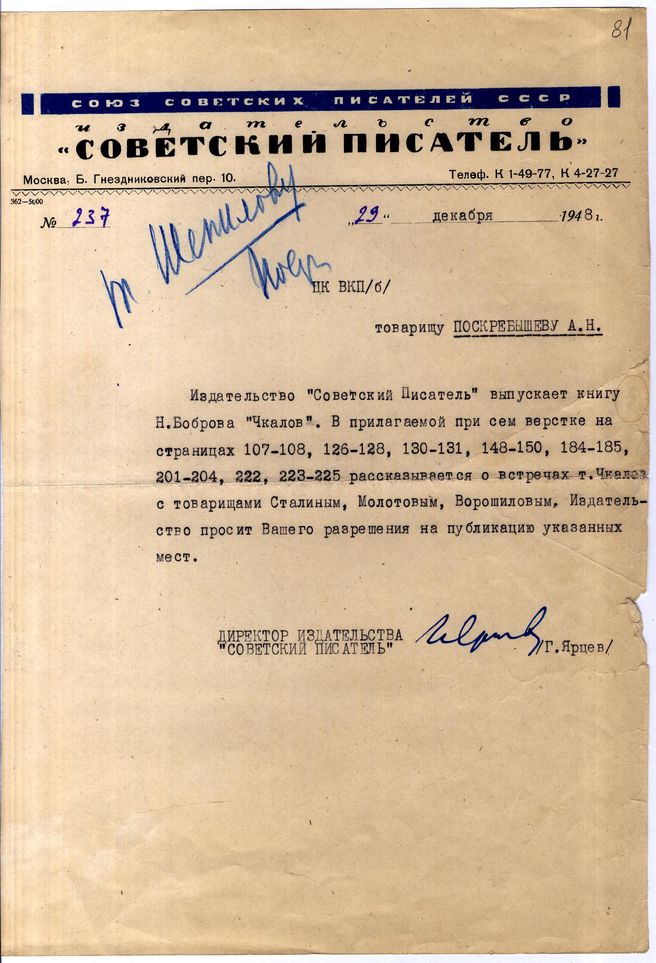 81
СОЮЗ СОВЕТСКИХ ПИСАТЕЛЕЙ СССР
издательство
«СОВЕТСКИЙ ПИСАТЕЛЬ»
Москва, Б. Гнездниковский пер. 10. Телеф. К 1-49-77, К 4-27-27
362—5000
№ 237 „29" декабря 1948 г.
т. Шепилову
ЦК ВКП/б/
товарищу ПОСКРЕБЫШЕВУ А.Н.
Издательство "Советский Писатель" выпускает книгу
Н.Боброва "Чкалов". В прилагаемой при сем верстке на
страницах 107-108, 126-128, 130-131, 148-150, 184-185,
201-204, 222, 223-225 рассказывается о встречах т.Чкалов
с товарищами Сталиным, Молотовым, Ворошиловым. Издатель-
ство просит Вашего разрешения на публикацию указанных
мест.
ДИРЕКТОР ИЗДАТЕЛЬСТВА
"СОВЕТСКИЙ ПИСАТЕЛЬ" /Г.Ярцев/